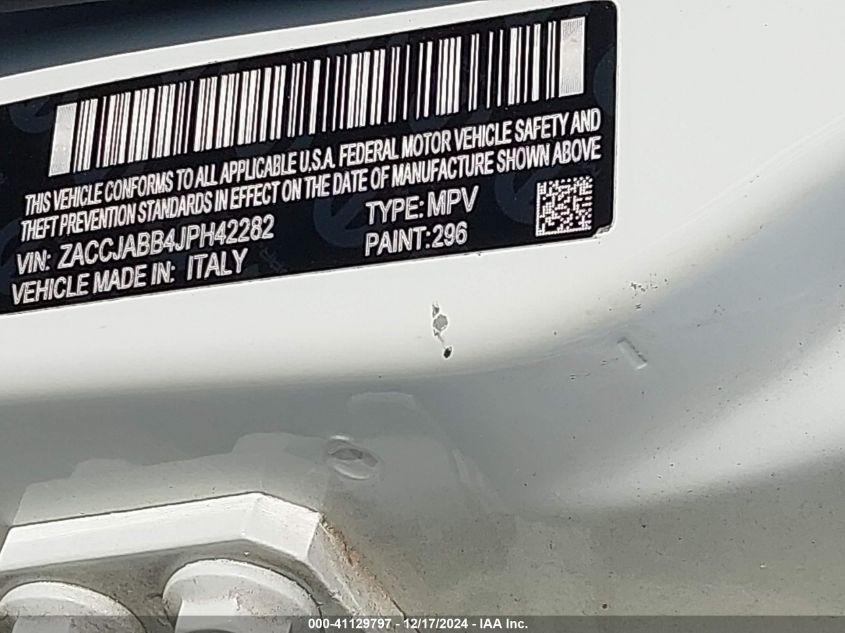 THIS VEHICLE CONFORMS TO ALL APPLICABLE U.S.A. FEDERAL MOTOR VEHICLE SAFETY AND
THEFT PREVENTION STANDARDS IN EFFECT ON THE DATE OF MANUFACTURE SHOWN ABOVE
VIN: ZACCJABB4JPH42282 TYPE: MPV
VEHICLE MADE IN: ITALY PAINT: 296
000-41129797 - 12/17/2024 - IAA Inc.